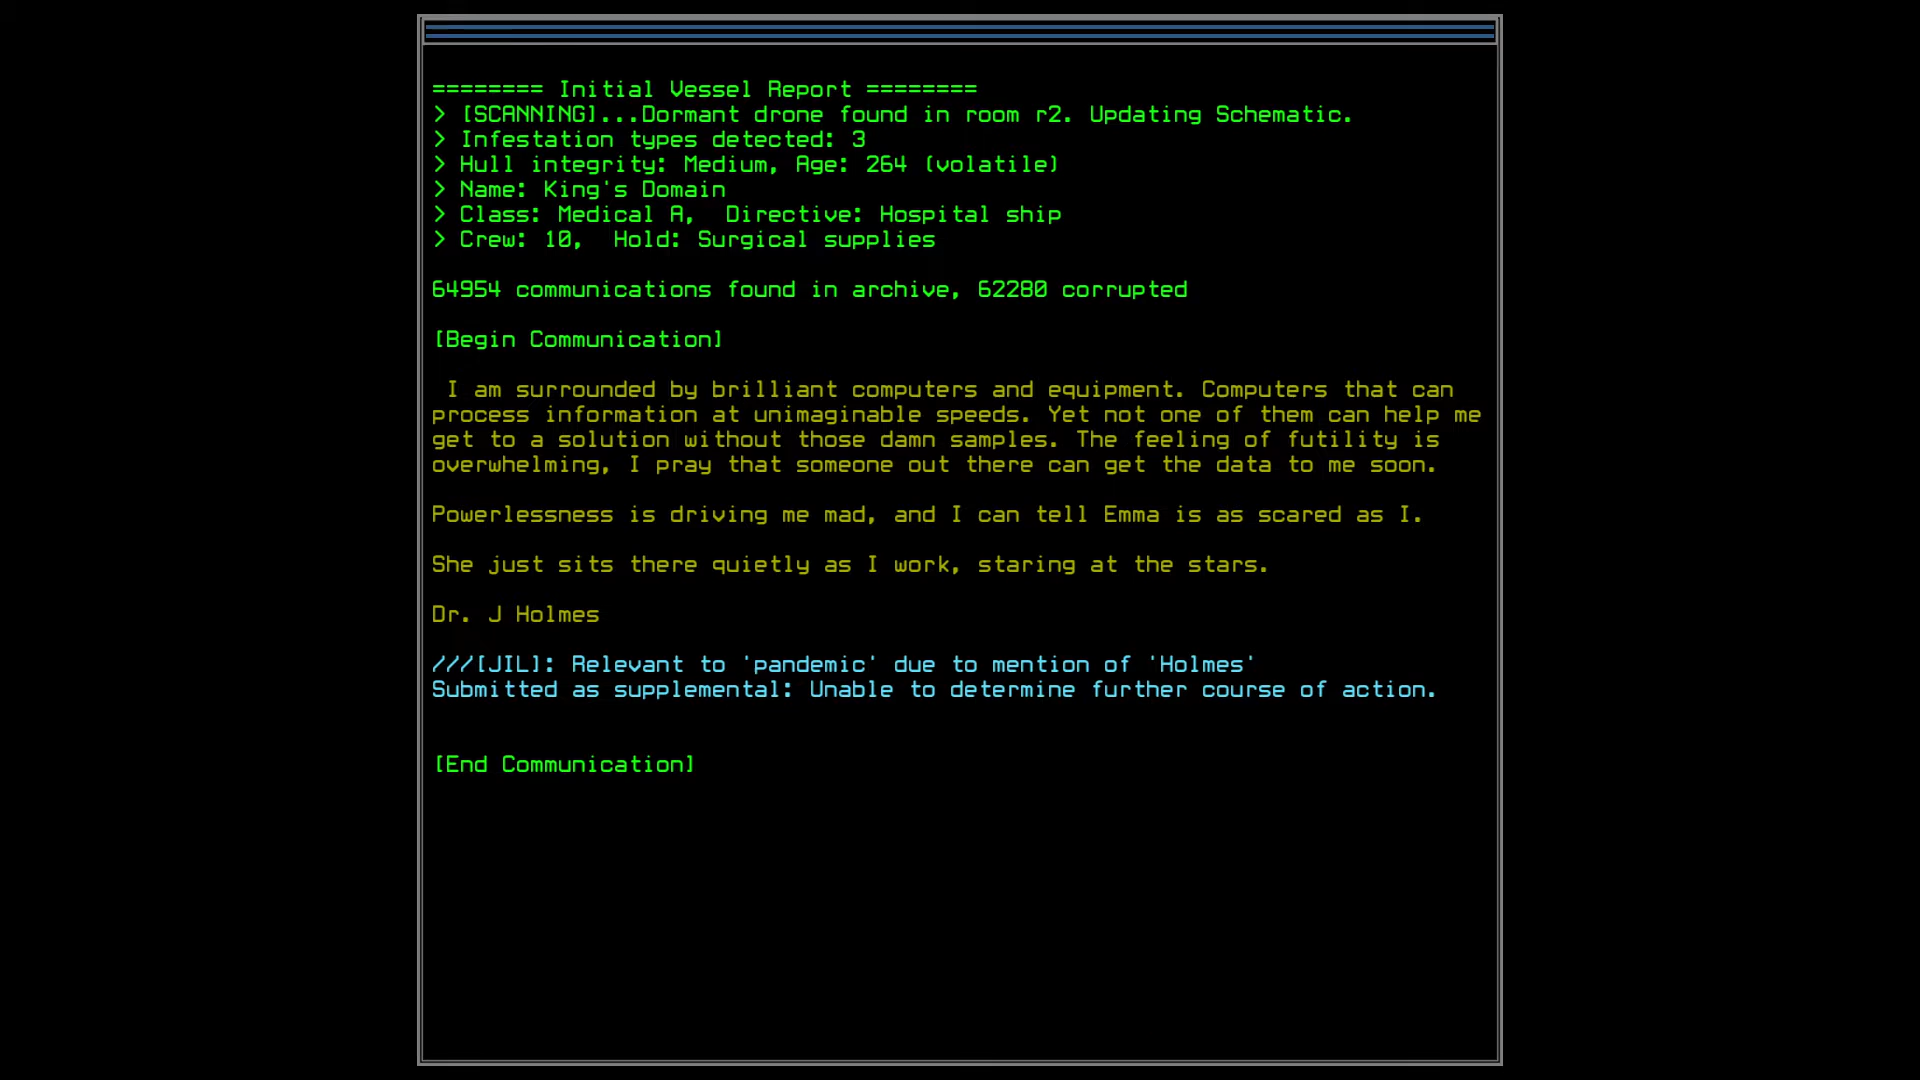 ======== Initial Vessel Report ========
> [SCANNING]...Dormant drone found in room r2. Updating Schematic.
> Infestation types detected: 3
> Hull integrity: Medium, Age: 264 (volatile)
> Name: King's Domain
> Class: Medical A,  Directive: Hospital ship
> Crew: 10,  Hold: Surgical supplies
64954 communications found in archive, 62280 corrupted
[Begin Communication]
I am surrounded by brilliant computers and equipment. Computers that can
process information at unimaginable speeds. Yet not one of them can help me
get to a solution without those damn samples. The feeling of futility is
overwhelming, I pray that someone out there can get the data to me soon.
Powerlessness is driving me mad, and I can tell Emma is as scared as I.
She just sits there quietly as I work, staring at the stars.
Dr. J Holmes
///[JIL]: Relevant to 'pandemic' due to mention of 'Holmes'
Submitted as supplemental: Unable to determine further course of action.
[End Communication]